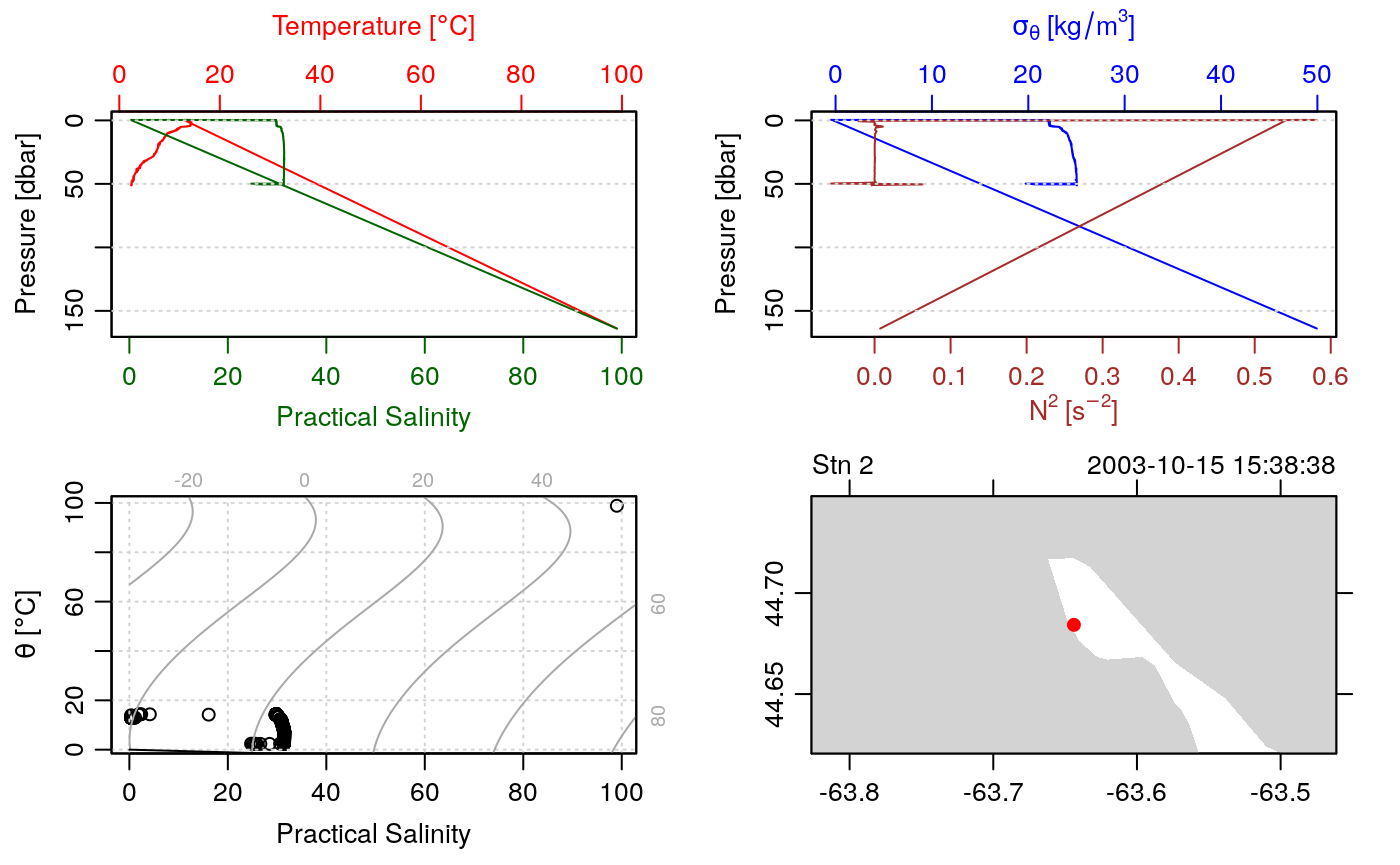 Temperature [°C]
0 20 40 60 80 100
Pressure [dbar]
0
50
150
0 20 40 60 80 100
Practical Salinity
σθ [kg/m³]
0 10 20 30 40 50
Pressure [dbar]
0
50
150
0.0 0.1 0.2 0.3 0.4 0.5 0.6
N² [s⁻²]
-20 0 20 40
θ [°C]
100
60
20
0
60
80
0 20 40 60 80 100
Practical Salinity
Stn 2 2003-10-15 15:38:38
44.70
44.65
-63.8 -63.7 -63.6 -63.5